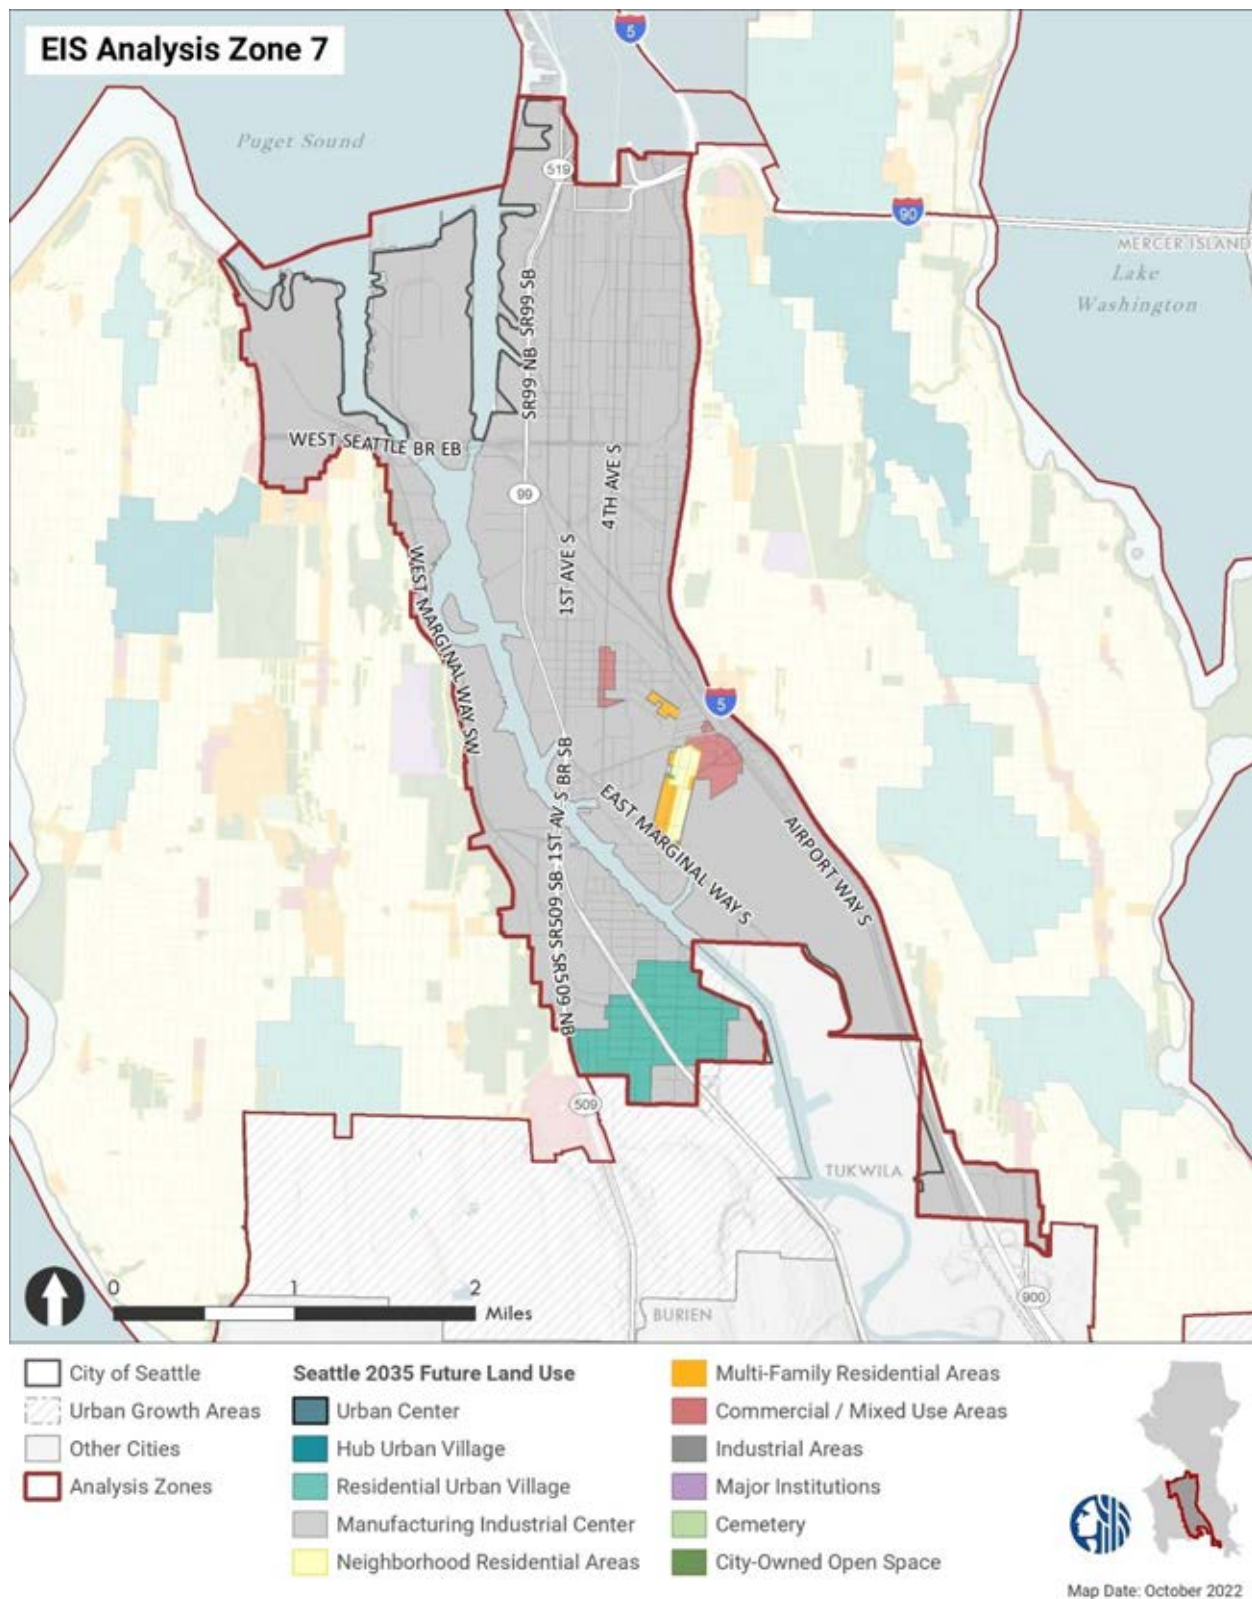 EIS Analysis Zone 7
5
Puget Sound
519
90
MERCER ISLAND
Lake
Washington
SR99 NB SR99 SB
WEST SEATTLE BR EB
4TH AVE S
99
1ST AVE S
WEST MARGINAL WAY SW
5
SR509 NB SR509 SB 1ST AV S BR SB
EAST MARGINAL WAY S
AIRPORT WAY S
509
TUKWILA
900
BURIEN
0 1 2
Miles
City of Seattle
Urban Growth Areas
Other Cities
Analysis Zones
Seattle 2035 Future Land Use
Urban Center
Hub Urban Village
Residential Urban Village
Manufacturing Industrial Center
Neighborhood Residential Areas
Multi-Family Residential Areas
Commercial / Mixed Use Areas
Industrial Areas
Major Institutions
Cemetery
City-Owned Open Space
Map Date: October 2022